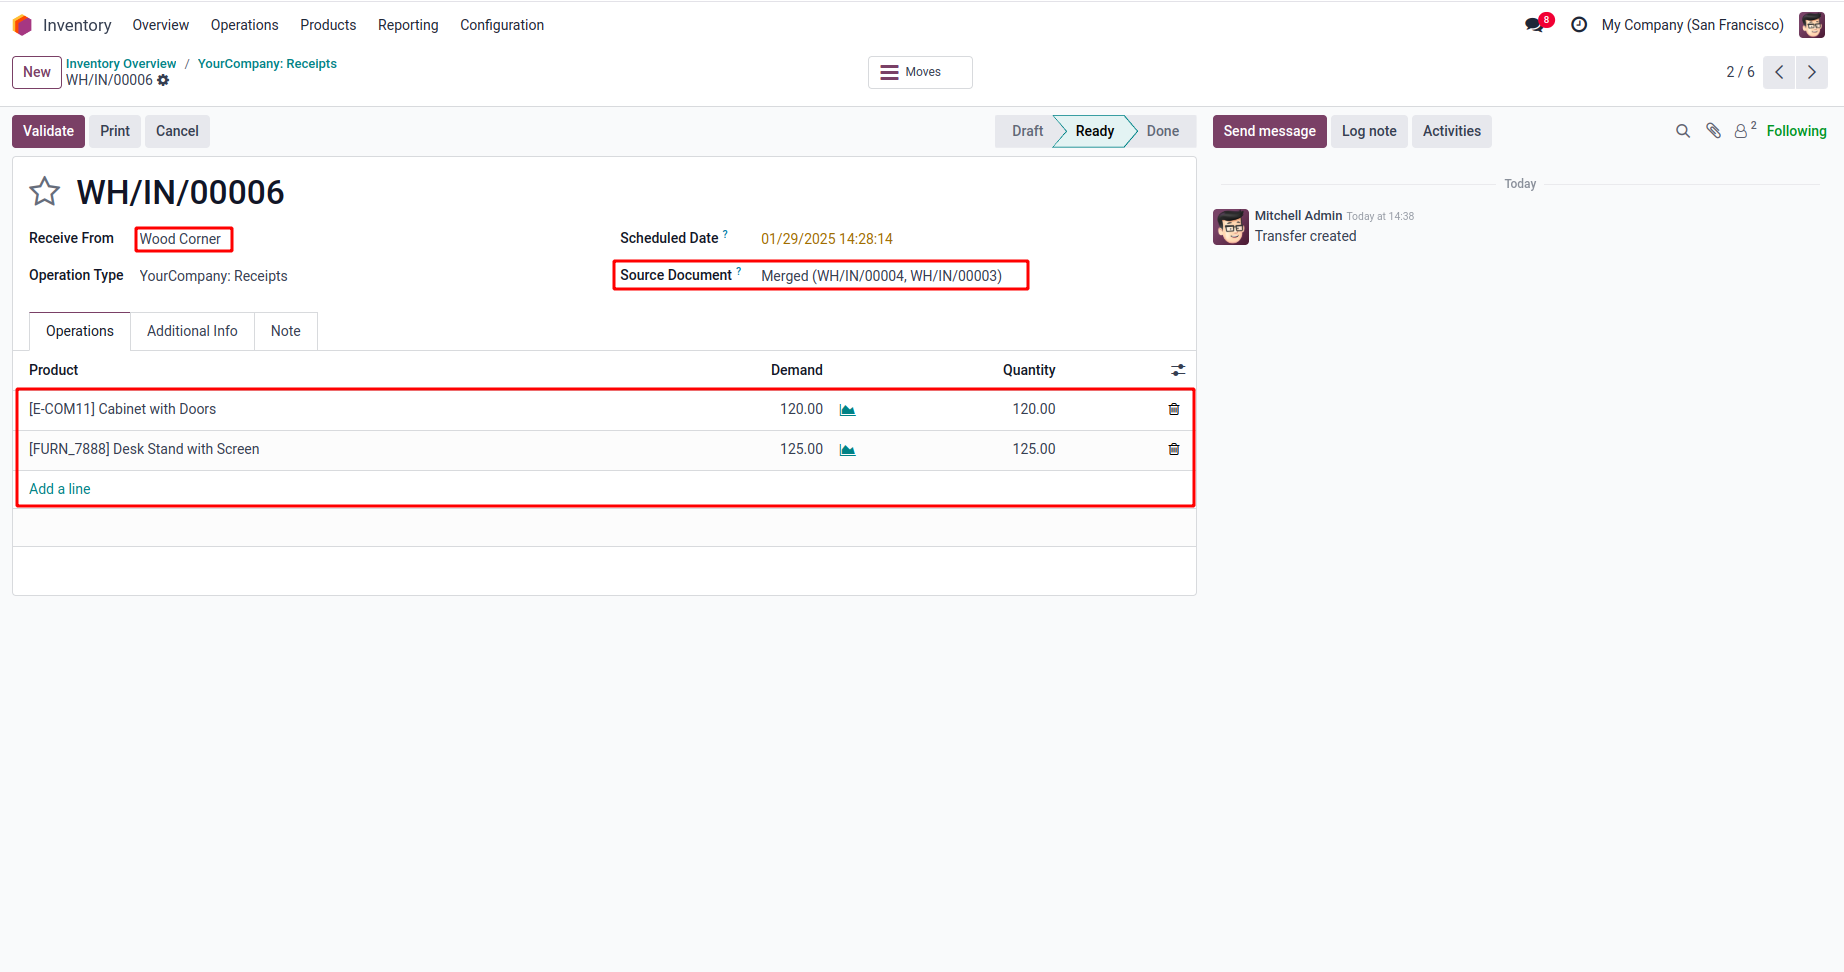 Inventory Overview Operations Products Reporting Configuration 8 My Company (San Francisco)
New Inventory Overview / YourCompany: Receipts
WH/IN/00006 Moves 2 / 6
Validate Print Cancel Draft Ready Done Send message Log note Activities 2 Following
WH/IN/00006
Receive From Wood Corner Scheduled Date ? 01/29/2025 14:28:14
Operation Type YourCompany: Receipts Source Document ? Merged (WH/IN/00004, WH/IN/00003)
Operations Additional Info Note
Product Demand Quantity
[E-COM11] Cabinet with Doors 120.00 120.00
[FURN_7888] Desk Stand with Screen 125.00 125.00
Add a line
Today
Mitchell Admin Today at 14:38
Transfer created